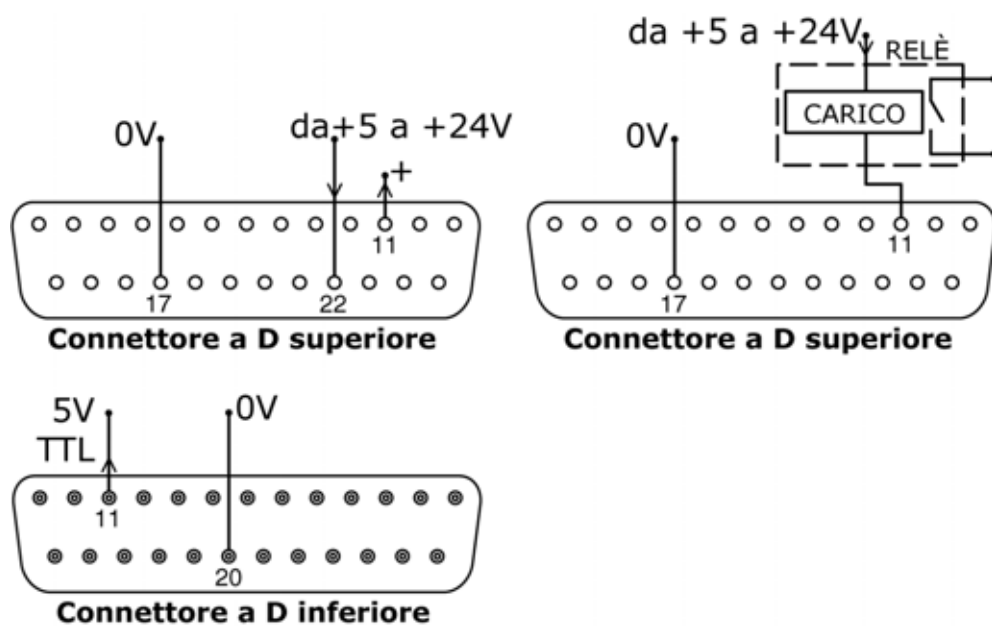 0V
da+5 a +24V
+
11
17
22
Connettore a D superiore
da +5 a +24V
RELÈ
CARICO
0V
11
17
Connettore a D superiore
5V
TTL
0V
11
20
Connettore a D inferiore